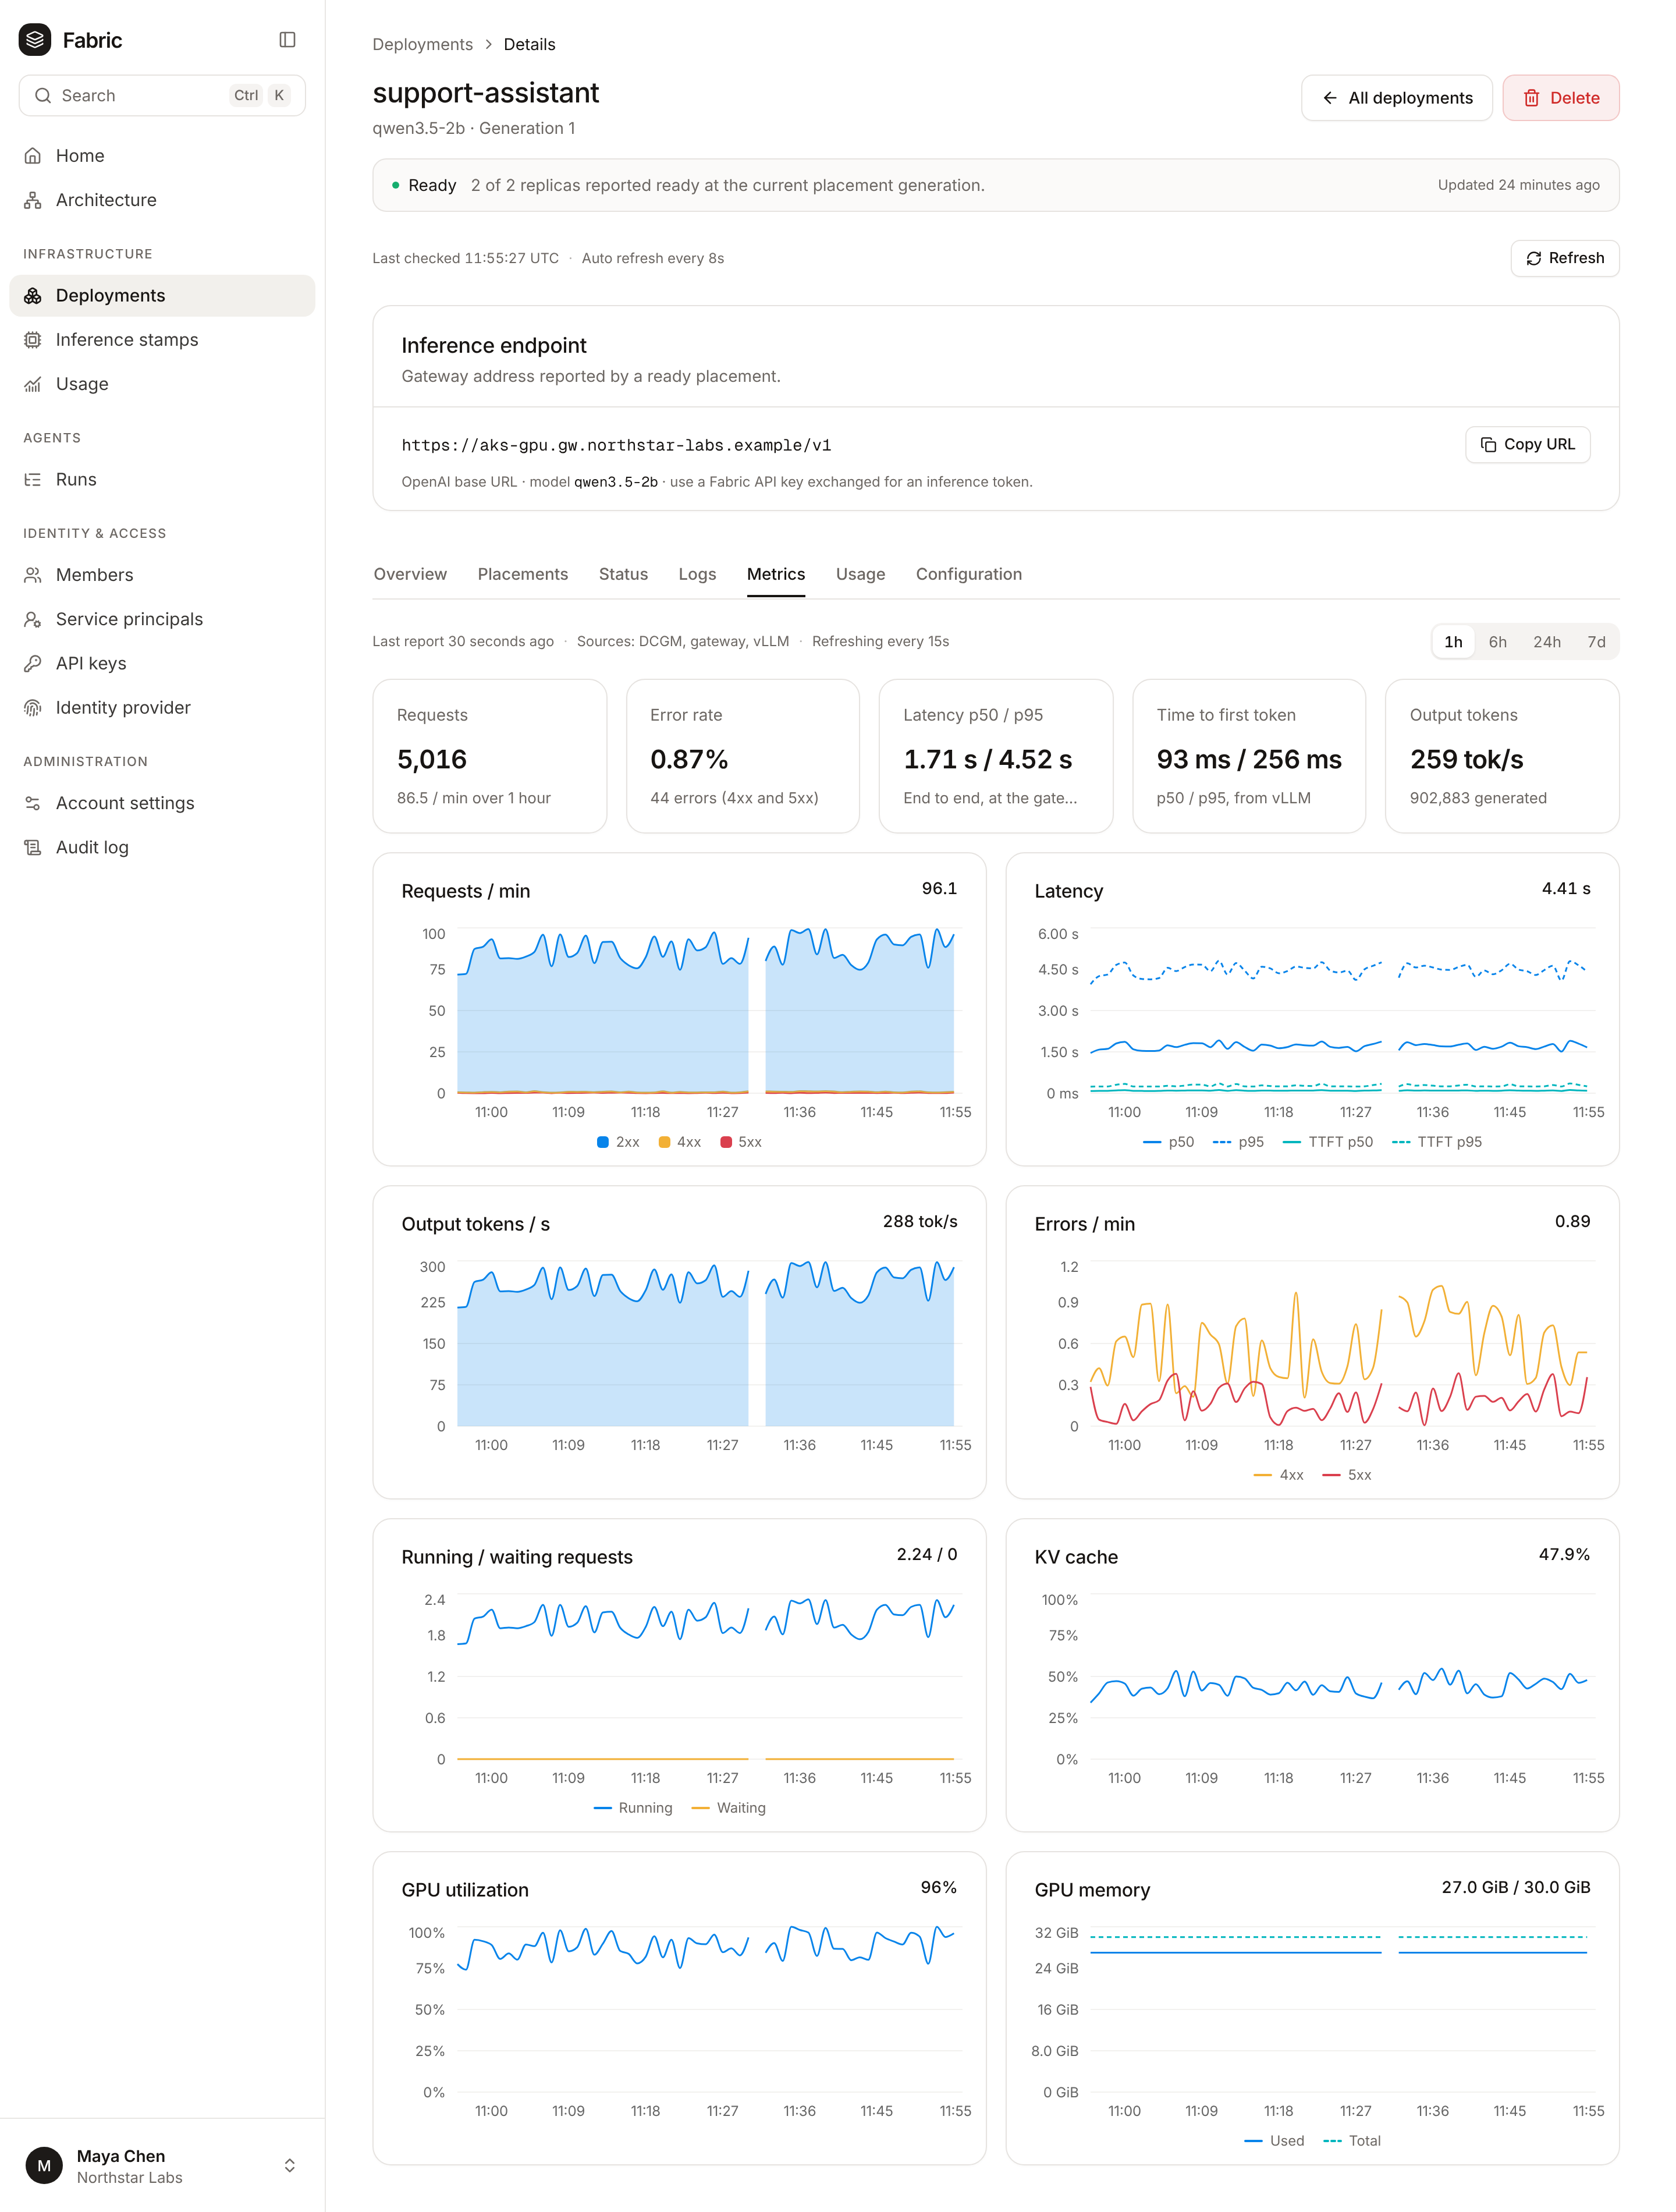 Fabric
Search Ctrl K
Home
Architecture
INFRASTRUCTURE
Deployments
Inference stamps
Usage
AGENTS
Runs
IDENTITY & ACCESS
Members
Service principals
API keys
Identity provider
ADMINISTRATION
Account settings
Audit log
M
Maya Chen
Northstar Labs
Deployments > Details
support-assistant
qwen3.5-2b · Generation 1
All deployments
Delete
Ready 2 of 2 replicas reported ready at the current placement generation. Updated 24 minutes ago
Last checked 11:55:27 UTC · Auto refresh every 8s
Refresh
Inference endpoint
Gateway address reported by a ready placement.
https://aks-gpu.gw.northstar-labs.example/v1
Copy URL
OpenAI base URL · model qwen3.5-2b · use a Fabric API key exchanged for an inference token.
Overview Placements Status Logs Metrics Usage Configuration
Last report 30 seconds ago · Sources: DCGM, gateway, vLLM · Refreshing every 15s
1h 6h 24h 7d
Requests
5,016
86.5 / min over 1 hour
Error rate
0.87%
44 errors (4xx and 5xx)
Latency p50 / p95
1.71 s / 4.52 s
End to end, at the gate...
Time to first token
93 ms / 256 ms
p50 / p95, from vLLM
Output tokens
259 tok/s
902,883 generated
Requests / min 96.1
100
75
50
25
0
11:00 11:09 11:18 11:27 11:36 11:45 11:55
2xx 4xx 5xx
Latency 4.41 s
6.00 s
4.50 s
3.00 s
1.50 s
0 ms
11:00 11:09 11:18 11:27 11:36 11:45 11:55
p50 p95 TTFT p50 TTFT p95
Output tokens / s 288 tok/s
300
225
150
75
0
11:00 11:09 11:18 11:27 11:36 11:45 11:55
Errors / min 0.89
1.2
0.9
0.6
0.3
0
11:00 11:09 11:18 11:27 11:36 11:45 11:55
4xx 5xx
Running / waiting requests 2.24 / 0
2.4
1.8
1.2
0.6
0
11:00 11:09 11:18 11:27 11:36 11:45 11:55
Running Waiting
KV cache 47.9%
100%
75%
50%
25%
0%
11:00 11:09 11:18 11:27 11:36 11:45 11:55
GPU utilization 96%
100%
75%
50%
25%
0%
11:00 11:09 11:18 11:27 11:36 11:45 11:55
GPU memory 27.0 GiB / 30.0 GiB
32 GiB
24 GiB
16 GiB
8.0 GiB
0 GiB
11:00 11:09 11:18 11:27 11:36 11:45 11:55
Used Total